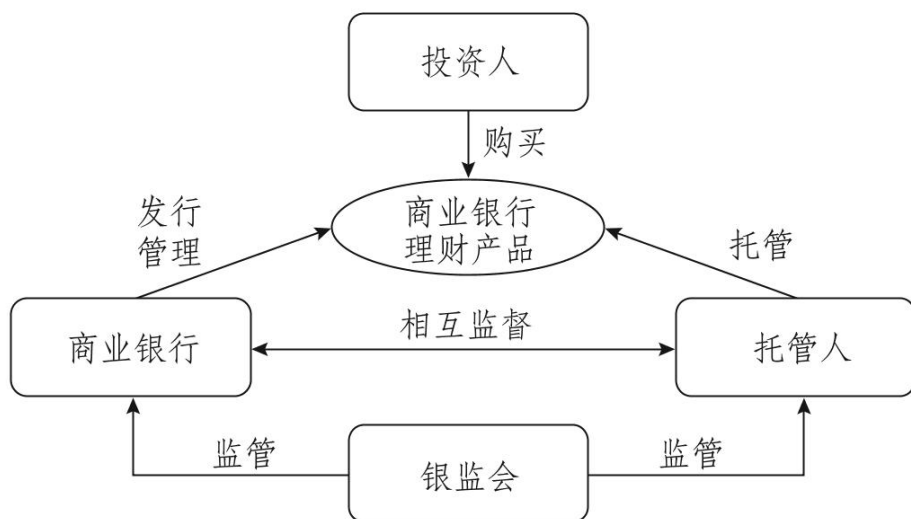 投资人
购买
商业银行
理财产品
发行
管理
托管
商业银行
相互监督
托管人
监管
银监会
监管